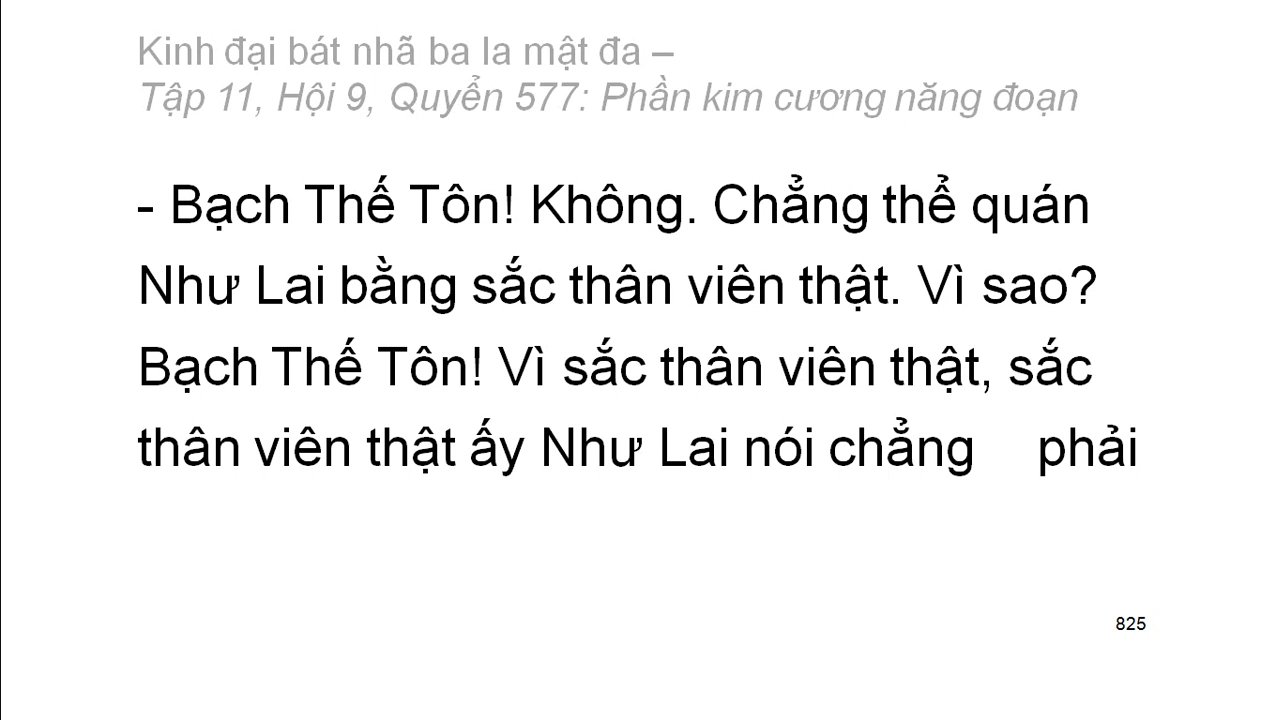 Kinh đại bát nhã ba la mật đa –
Tập 11, Hội 9, Quyển 577: Phần kim cương năng đoạn
- Bạch Thế Tôn! Không. Chẳng thể quán
Như Lai bằng sắc thân viên thật. Vì sao?
Bạch Thế Tôn! Vì sắc thân viên thật, sắc
thân viên thật ấy Như Lai nói chẳng phải
825